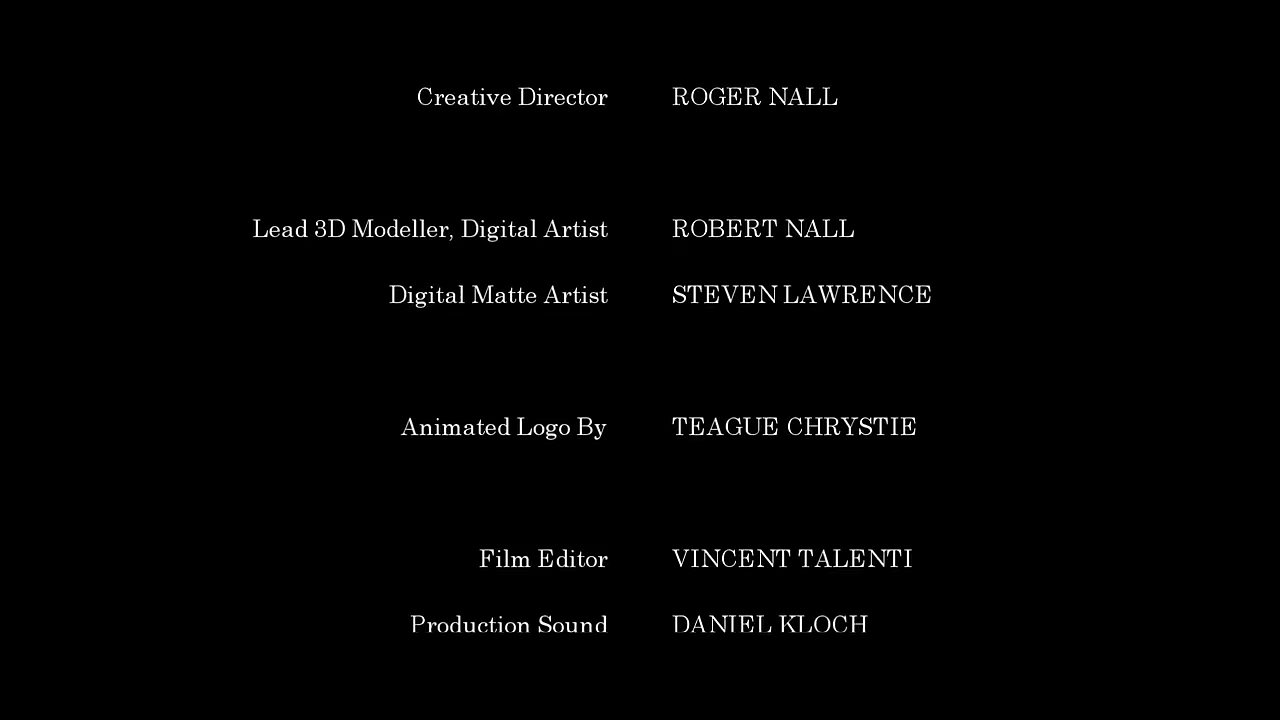 Creative Director ROGER NALL
Lead 3D Modeller, Digital Artist ROBERT NALL
Digital Matte Artist STEVEN LAWRENCE
Animated Logo By TEAGUE CHRYSTIE
Film Editor VINCENT TALENTI
Production Sound DANIEL KLOCH